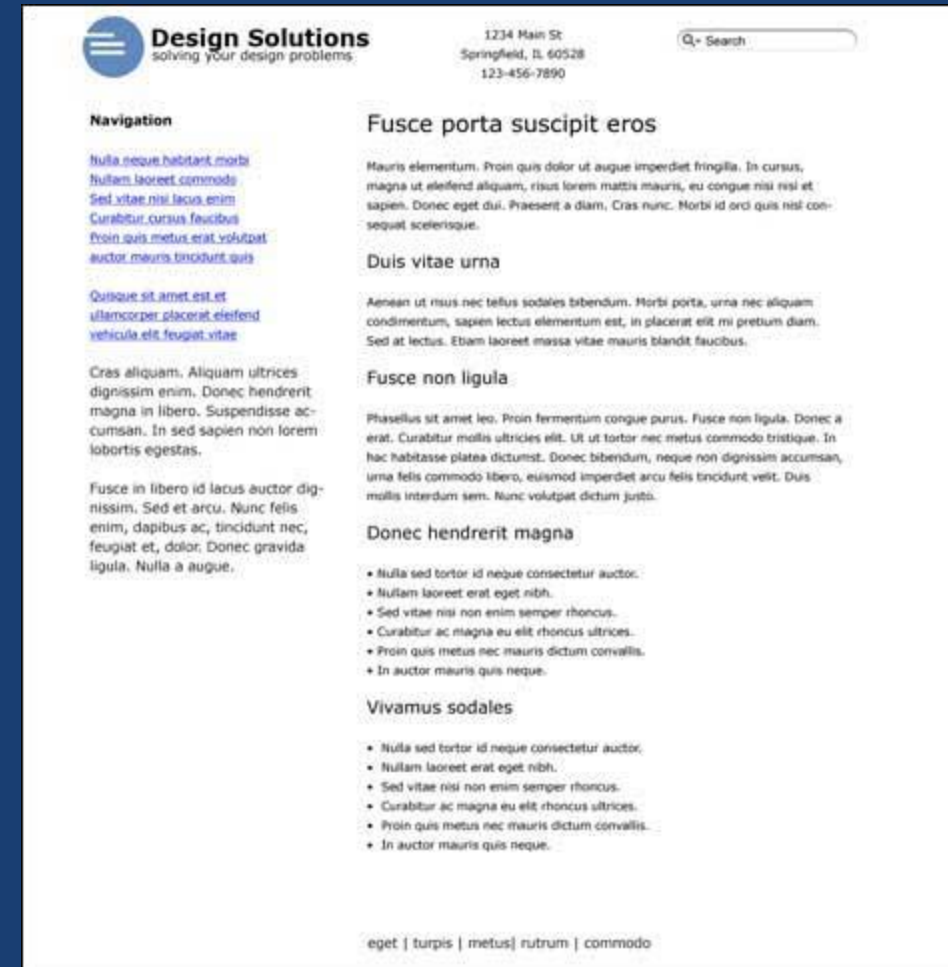 Design Solutions
solving your design problems
1234 Main St
Springfield, IL 60528
123-456-7890
Search
Navigation
Nulla neque habitant morbi
Nullam laoreet commodo
Sed vitae nisi lacus enim
Curabitur cursus faucibus
Proin quis metus erat volutpat
auctor mauris tincidunt quis
Quisque sit amet est et
ullamcorper placerat eleifend
vehicula elit feugiat vitae
Cras aliquam. Aliquam ultrices
dignissim enim. Donec hendrerit
magna in libero. Suspendisse ac-
cumsan. In sed sapien non lorem
lobortis egestas.
Fusce in libero id lacus auctor dig-
nissim. Sed et arcu. Nunc felis
enim, dapibus ac, tincidunt nec,
feugiat et, dolor. Donec gravida
ligula. Nulla a augue.
Fusce porta suscipit eros
Mauris elementum. Proin quis dolor ut augue imperdiet fringilla. In cursus,
magna ut eleifend aliquam, risus lorem mattis mauris, eu congue nisi nisl et
sapien. Donec eget dui. Praesent a diam. Cras nunc. Morbi id orci quis nisl con-
sequat scelerisque.
Duis vitae urna
Aenean ut risus nec tellus sodales bibendum. Morbi porta, urna nec aliquam
condimentum, sapien lectus elementum est, in placerat elit mi pretium diam.
Sed at lectus. Etiam laoreet massa vitae mauris blandit faucibus.
Fusce non ligula
Phasellus sit amet leo. Proin fermentum congue purus. Fusce non ligula. Donec a
erat. Curabitur mollis ultricies elit. Ut ut tortor nec metus commodo tristique. In
hac habitasse platea dictumst. Donec bibendum, neque non dignissim accumsan,
urna felis commodo libero, euismod imperdiet arcu felis tincidunt velit. Duis
mollis interdum sem. Nunc volutpat dictum justo.
Donec hendrerit magna
• Nulla sed tortor id neque consectetur auctor.
• Nullam laoreet erat eget nibh.
• Sed vitae nisi non enim semper rhoncus.
• Curabitur ac magna eu elit rhoncus ultrices.
• Proin quis metus nec mauris dictum convallis.
• In auctor mauris quis neque.
Vivamus sodales
• Nulla sed tortor id neque consectetur auctor.
• Nullam laoreet erat eget nibh.
• Sed vitae nisi non enim semper rhoncus.
• Curabitur ac magna eu elit rhoncus ultrices.
• Proin quis metus nec mauris dictum convallis.
• In auctor mauris quis neque.
eget | turpis | metus| rutrum | commodo